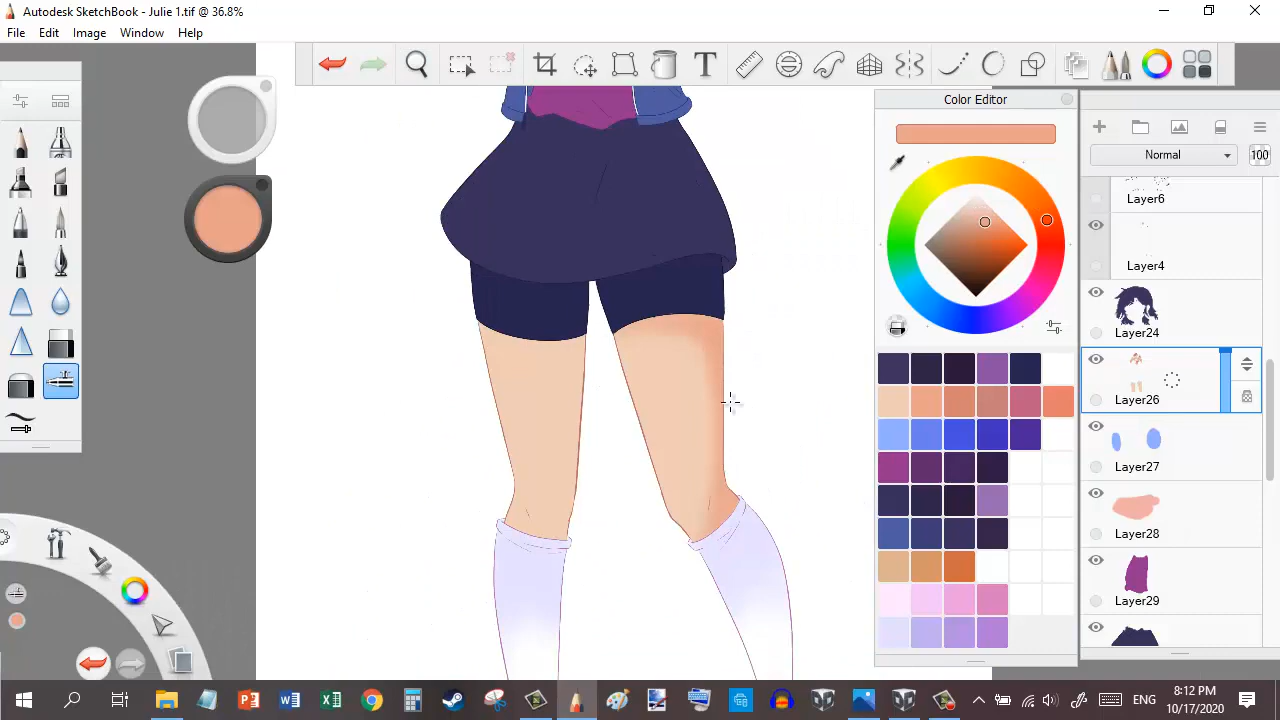 Autodesk SketchBook - Julie 1.tif @ 36.8%
File Edit Image Window Help
T
Color Editor
Normal
100
Layer6
Layer4
Layer24
Layer26
Layer27
Layer28
Layer29
ENG
8:12 PM
10/17/2020